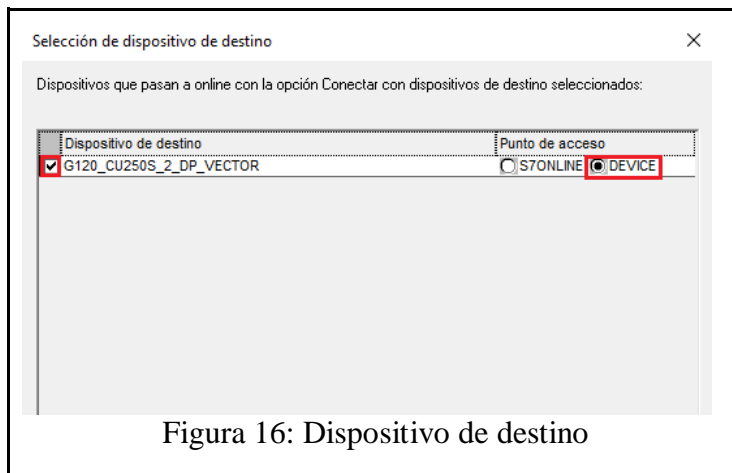 Selección de dispositivo de destino
Dispositivos que pasan a online con la opción Conectar con dispositivos de destino seleccionados:
Dispositivo de destino Punto de acceso
G120_CU250S_2_DP_VECTOR S7ONLINE DEVICE
Figura 16: Dispositivo de destino